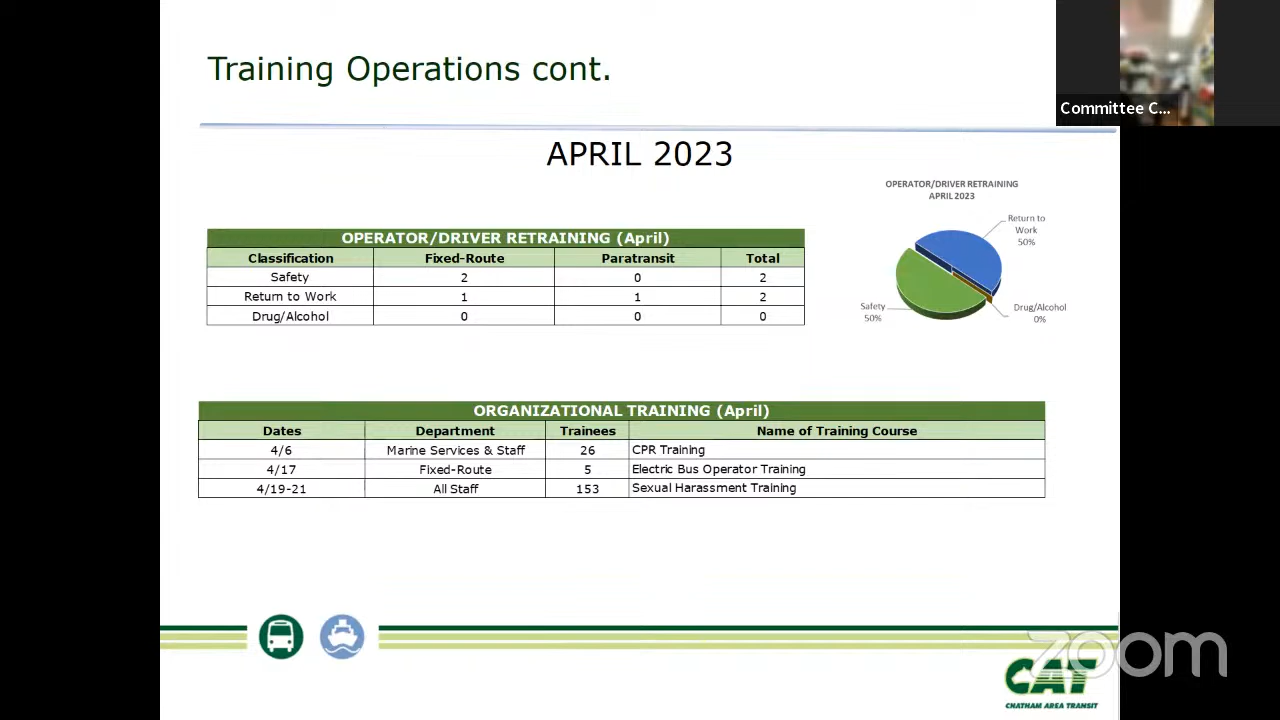 Training Operations cont.
Committee C...
APRIL 2023
OPERATOR/DRIVER RETRAINING
APRIL 2023
Return to
Work
50%
Safety
50%
Drug/Alcohol
0%
OPERATOR/DRIVER RETRAINING (April)
Classification Fixed-Route Paratransit Total
Safety 2 0 2
Return to Work 1 1 2
Drug/Alcohol 0 0 0
ORGANIZATIONAL TRAINING (April)
Dates Department Trainees Name of Training Course
4/6 Marine Services & Staff 26 CPR Training
4/17 Fixed-Route 5 Electric Bus Operator Training
4/19-21 All Staff 153 Sexual Harassment Training
zoom
CAT
CHATHAM AREA TRANSIT